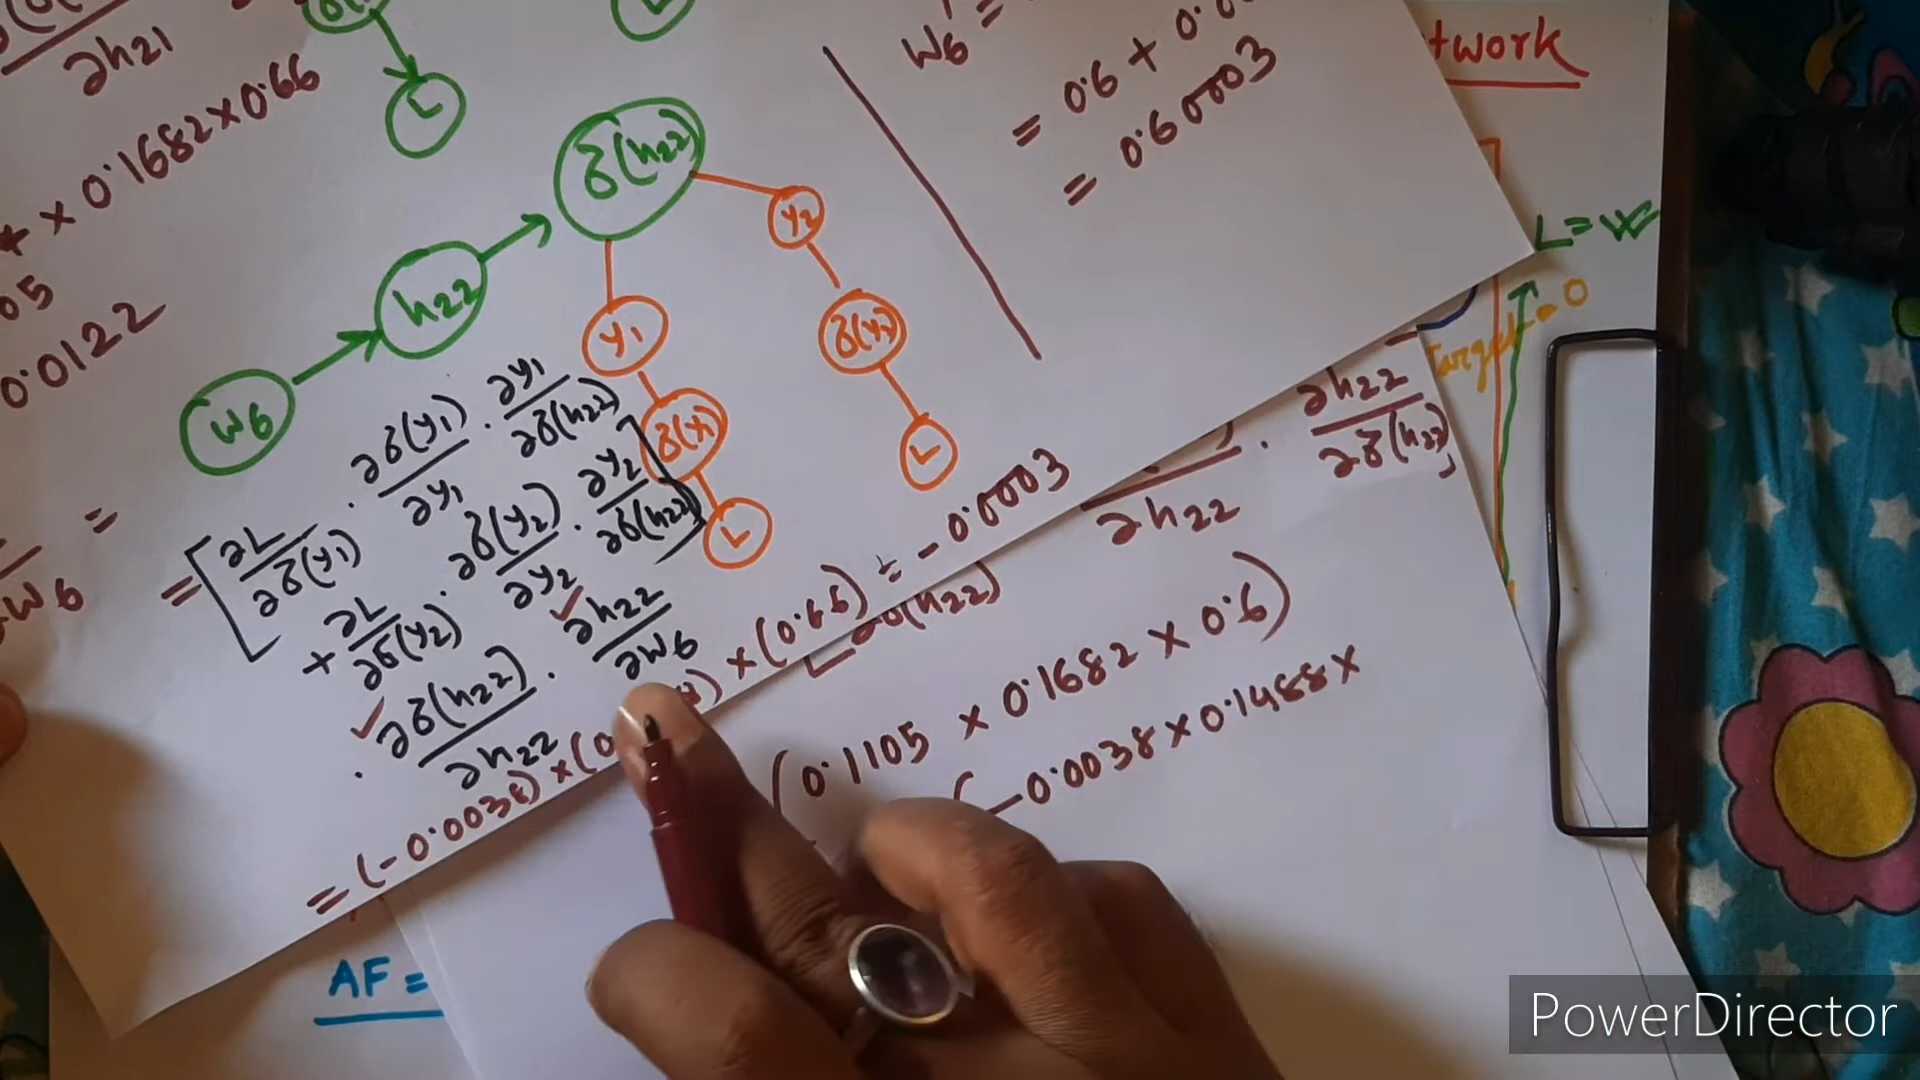 ∂h21
× 0.1682 × 0.66
05
0.0122
L
W6
h22
δ(h22)
y1
δ(y1)
L
y2
δ(y2)
L
W6' =
= 0.6 + 0.0
= 0.60003
twork
L = W
Target = 0
W6 =
= [ ∂L/∂δ(y1) · ∂δ(y1)/∂y1 · ∂y1/∂δ(h22)
+ ∂L/∂δ(y2) · ∂δ(y2)/∂y2 · ∂y2/∂δ(h22) ]
· ∂δ(h22)/∂h22 · ∂h22/∂W6
= (-0.0038) × (0 8) × (0.66) = -0.0003
∂h22 · ∂h22/∂δ(h22)
∂δ(h22)
(0.1105 × 0.1682 × 0.6)
(-0.0038 × 0.1488 ×
AF =
PowerDirector